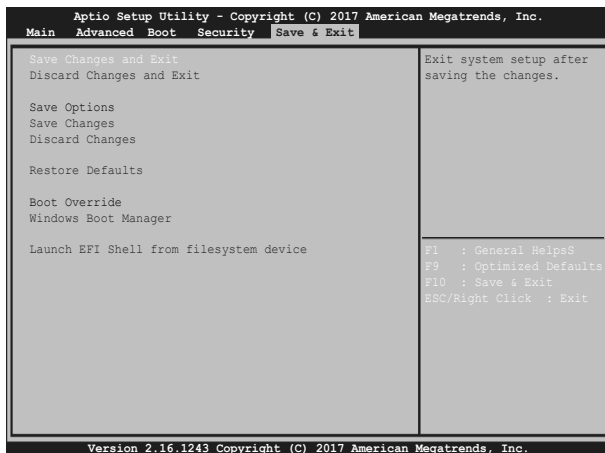 Aptio Setup Utility - Copyright (C) 2017 American Megatrends, Inc.
Main Advanced Boot Security Save & Exit
Save Changes and Exit
Discard Changes and Exit
Save Options
Save Changes
Discard Changes
Restore Defaults
Boot Override
Windows Boot Manager
Launch EFI Shell from filesystem device
Exit system setup after
saving the changes.
F1 : General HelpsS
F9 : Optimized Defaults
F10 : Save & Exit
ESC/Right Click : Exit
Version 2.16.1243 Copyright (C) 2017 American Megatrends, Inc.